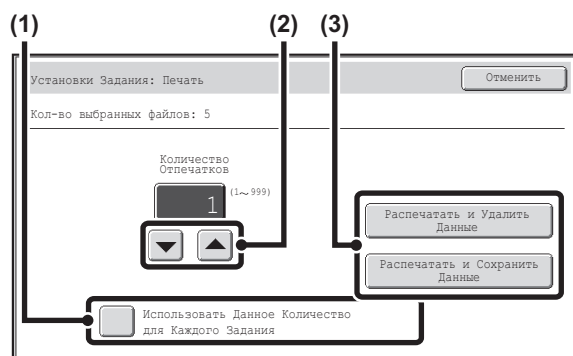 (1) (2) (3)
Установки Задания: Печать
Отменить
Кол-во выбранных файлов: 5
Количество
Отпечатков
1
(1~999)
Распечатать и Удалить
Данные
Распечатать и Сохранить
Данные
Использовать Данное Количество
для Каждого Задания